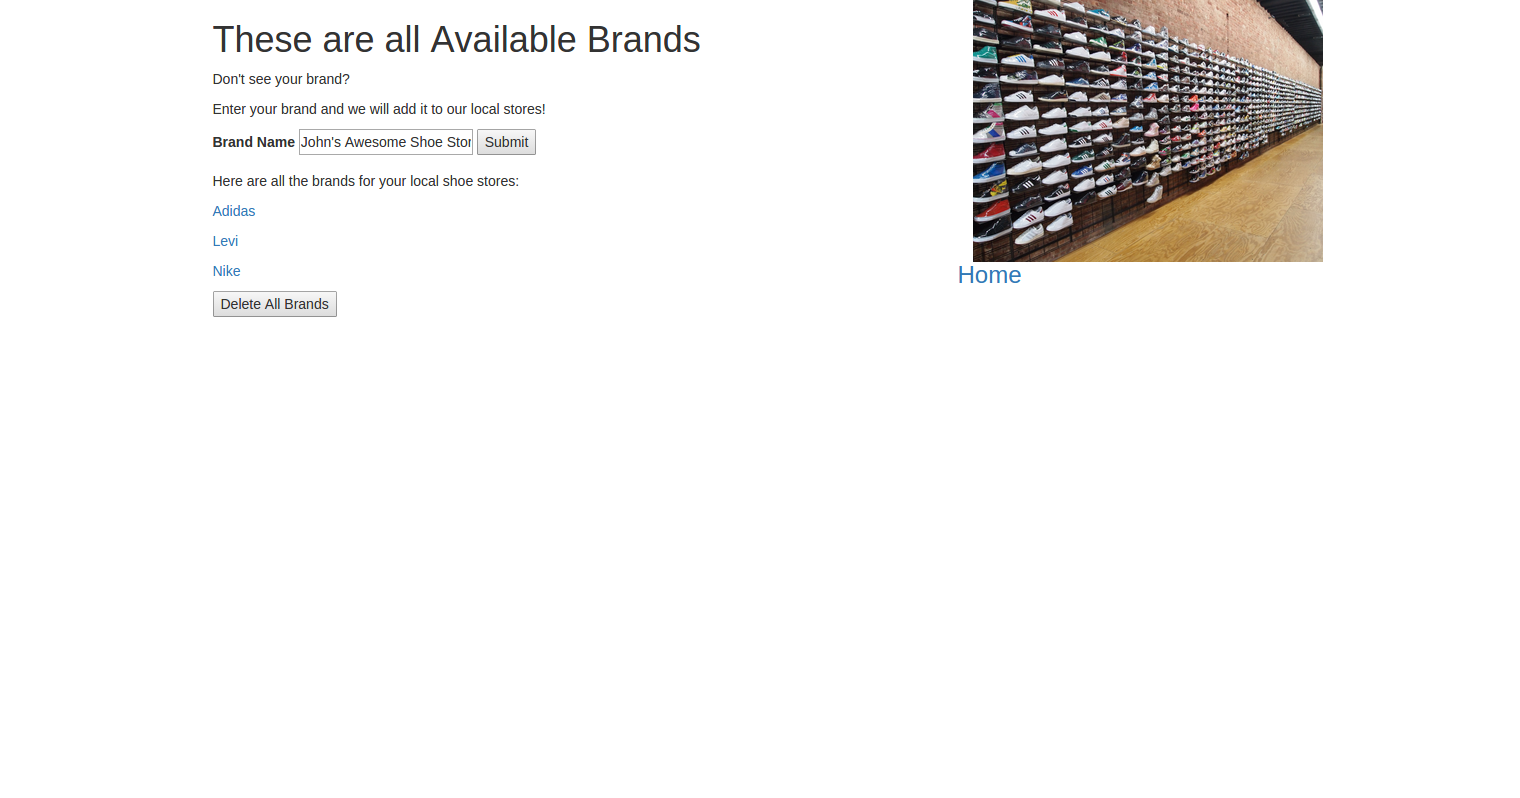 These are all Available Brands
Don't see your brand?
Enter your brand and we will add it to our local stores!
Brand Name John's Awesome Shoe Stor Submit
Here are all the brands for your local shoe stores:
Adidas
Levi
Nike
Delete All Brands
Home